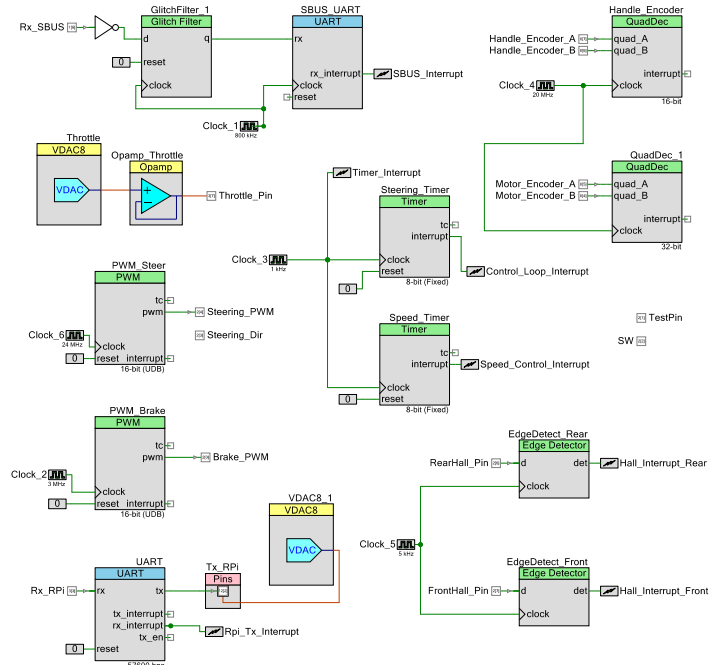 GlitchFilter_1
Glitch Filter
Rx_SBUS
d
q
0
reset
clock
SBUS_UART
UART
rx
rx_interrupt
SBUS_Interrupt
clock
reset
Clock_1
800 kHz
Handle_Encoder
QuadDec
Handle_Encoder_A
quad_A
Handle_Encoder_B
quad_B
interrupt
Clock_4
20 MHz
clock
16-bit
QuadDec_1
QuadDec
Motor_Encoder_A
quad_A
Motor_Encoder_B
quad_B
interrupt
clock
32-bit
Throttle
VDAC8
VDAC
Opamp_Throttle
Opamp
Throttle_Pin
Timer_Interrupt
Steering_Timer
Timer
tc
interrupt
Clock_3
1 kHz
clock
reset
0
Control_Loop_Interrupt
8-bit (Fixed)
PWM_Steer
PWM
tc
pwm
Steering_PWM
Steering_Dir
Clock_6
24 MHz
clock
0
reset
interrupt
16-bit (UDB)
Speed_Timer
Timer
tc
interrupt
Speed_Control_Interrupt
clock
0
reset
8-bit (Fixed)
TestPin
SW
PWM_Brake
PWM
tc
pwm
Brake_PWM
Clock_2
3 MHz
clock
0
reset
interrupt
16-bit (UDB)
EdgeDetect_Rear
Edge Detector
RearHall_Pin
d
det
Hall_Interrupt_Rear
clock
VDAC8_1
VDAC8
VDAC
Clock_5
5 kHz
EdgeDetect_Front
Edge Detector
FrontHall_Pin
d
det
Hall_Interrupt_Front
clock
UART
UART
Rx_RPi
rx
tx
Tx_RPi
Pins
tx_interrupt
rx_interrupt
Rpi_Tx_Interrupt
tx_en
0
reset
57600 bps